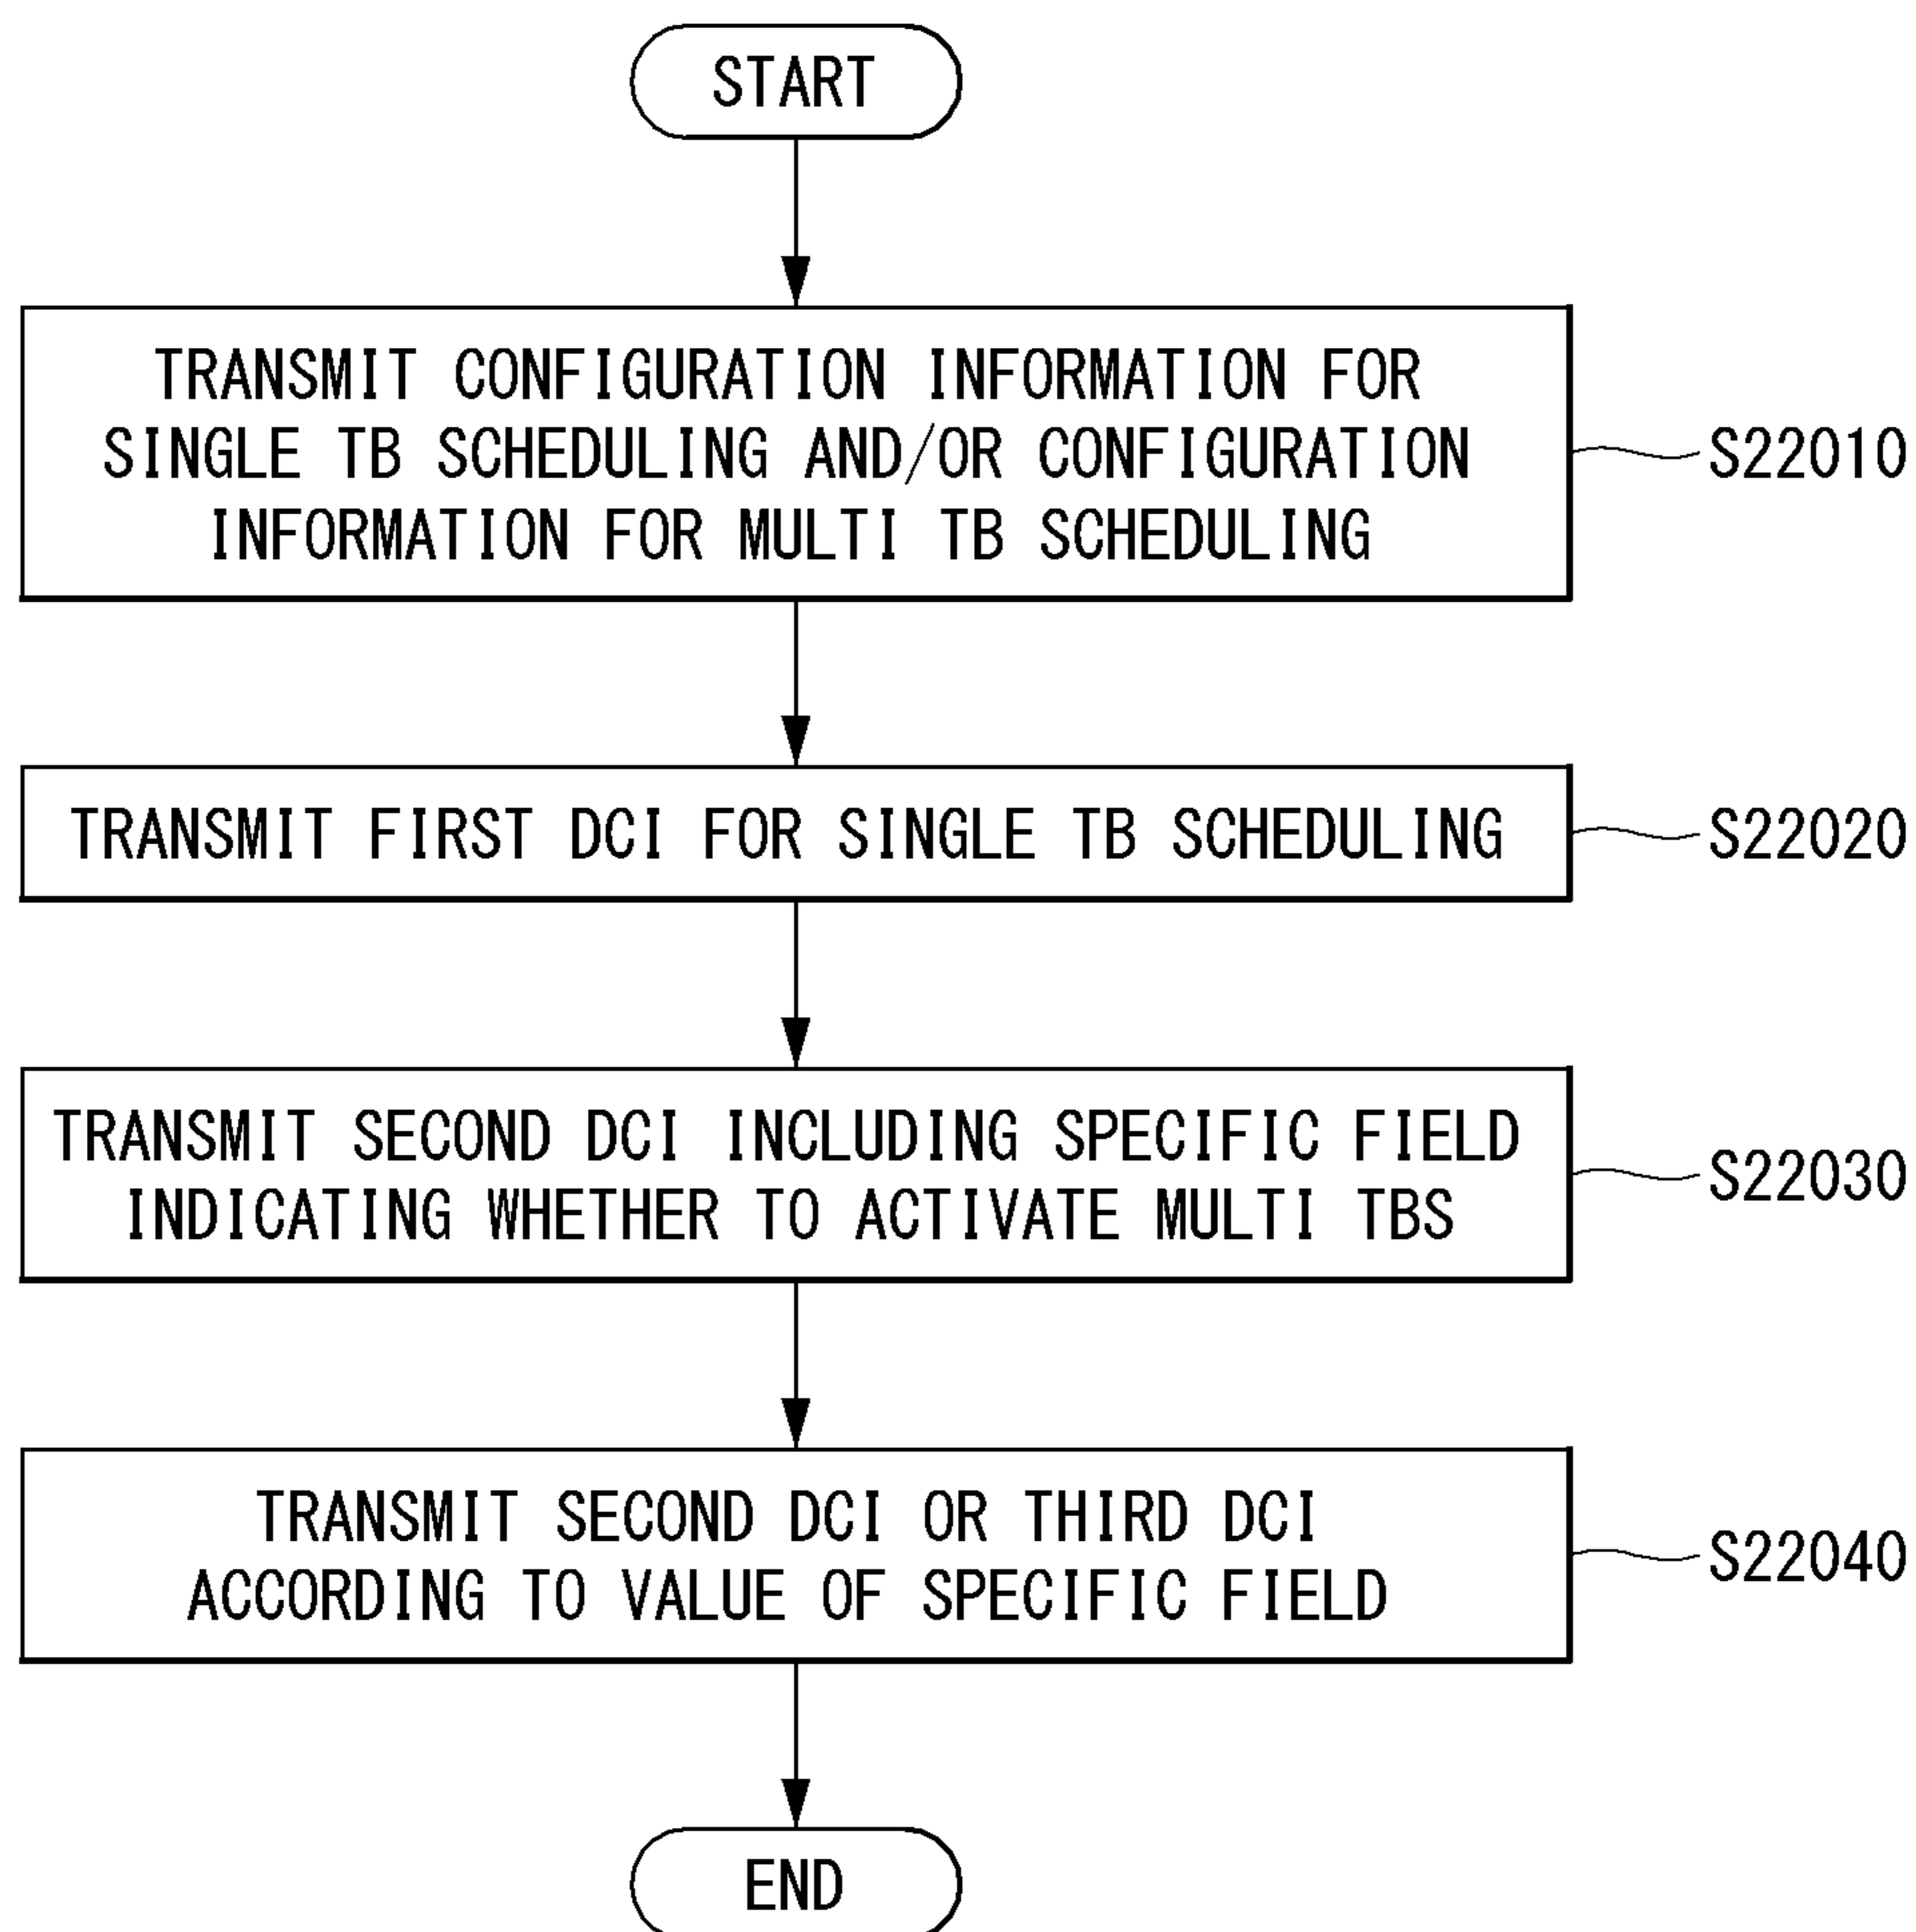 START
TRANSMIT CONFIGURATION INFORMATION FOR
SINGLE TB SCHEDULING AND/OR CONFIGURATION
INFORMATION FOR MULTI TB SCHEDULING
S22010
TRANSMIT FIRST DCI FOR SINGLE TB SCHEDULING
S22020
TRANSMIT SECOND DCI INCLUDING SPECIFIC FIELD
INDICATING WHETHER TO ACTIVATE MULTI TBS
S22030
TRANSMIT SECOND DCI OR THIRD DCI
ACCORDING TO VALUE OF SPECIFIC FIELD
S22040
END